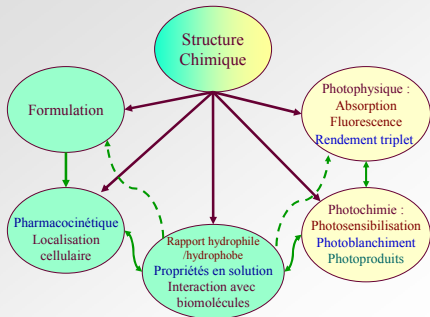 Structure
Chimique
Formulation
Photophysique :
Absorption
Fluorescence
Rendement triplet
Pharmacocinétique
Localisation
cellulaire
Rapport hydrophile
/hydrophobe
Propriétés en solution
Interaction avec
biomolécules
Photochimie :
Photosensibilisation
Photoblanchiment
Photoproduits